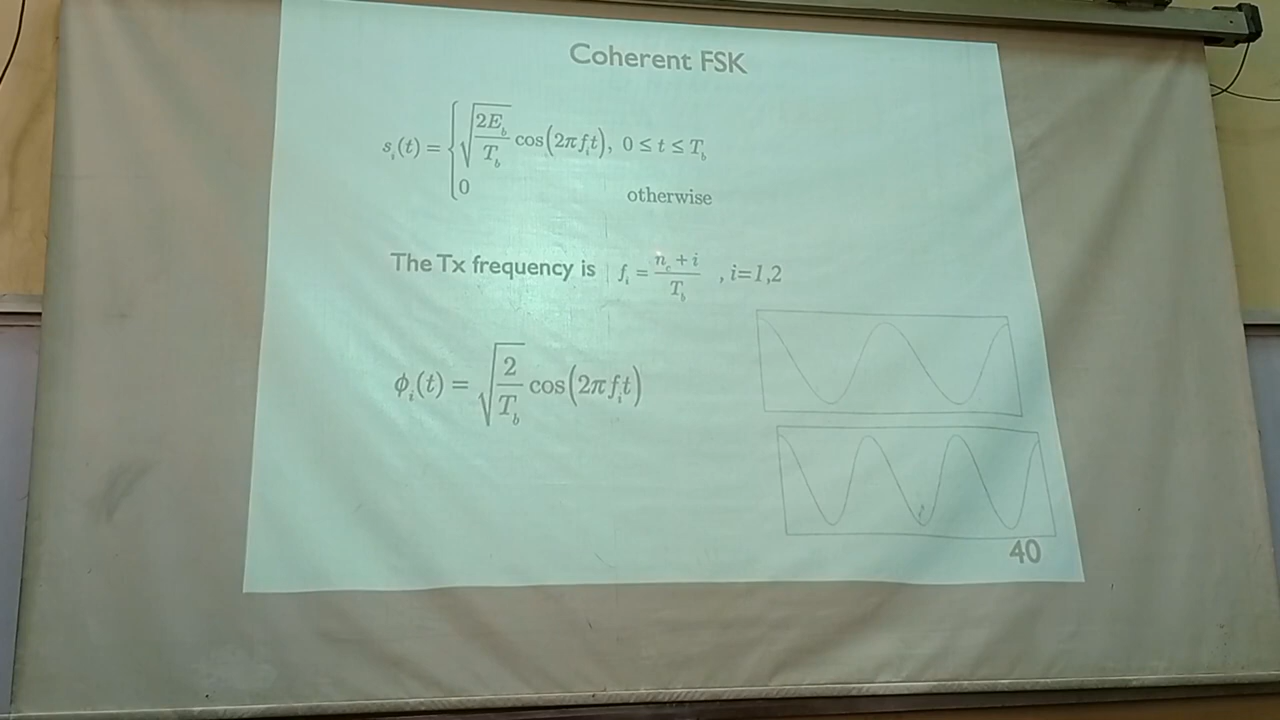 Coherent FSK
s_i(t) = { √(2E_b/T_b) cos(2πf_i t), 0 ≤ t ≤ T_b
0 otherwise
The Tx frequency is f_i = (n_c + i)/T_b , i=1,2
ϕ_i(t) = √(2/T_b) cos(2πf_i t)
40